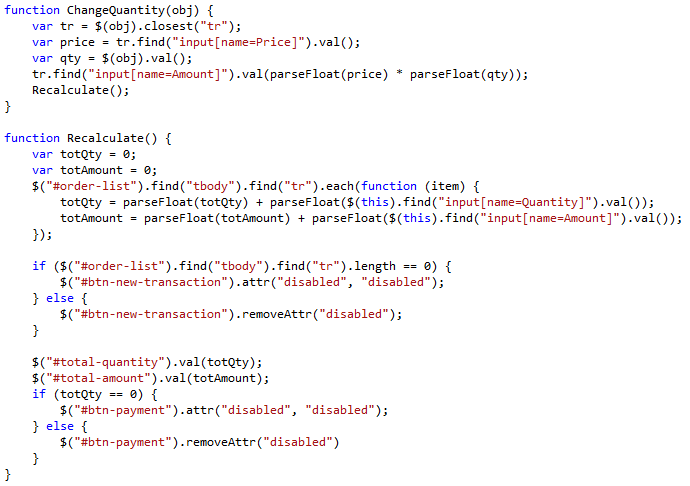 function ChangeQuantity(obj) {
    var tr = $(obj).closest("tr");
    var price = tr.find("input[name=Price]").val();
    var qty = $(obj).val();
    tr.find("input[name=Amount]").val(parseFloat(price) * parseFloat(qty));
    Recalculate();
}

function Recalculate() {
    var totQty = 0;
    var totAmount = 0;
    $("#order-list").find("tbody").find("tr").each(function (item) {
        totQty = parseFloat(totQty) + parseFloat($(this).find("input[name=Quantity]").val());
        totAmount = parseFloat(totAmount) + parseFloat($(this).find("input[name=Amount]").val());
    });

    if ($("#order-list").find("tbody").find("tr").length == 0) {
        $("#btn-new-transaction").attr("disabled", "disabled");
    } else {
        $("#btn-new-transaction").removeAttr("disabled");
    }

    $("#total-quantity").val(totQty);
    $("#total-amount").val(totAmount);
    if (totQty == 0) {
        $("#btn-payment").attr("disabled", "disabled");
    } else {
        $("#btn-payment").removeAttr("disabled")
    }
}